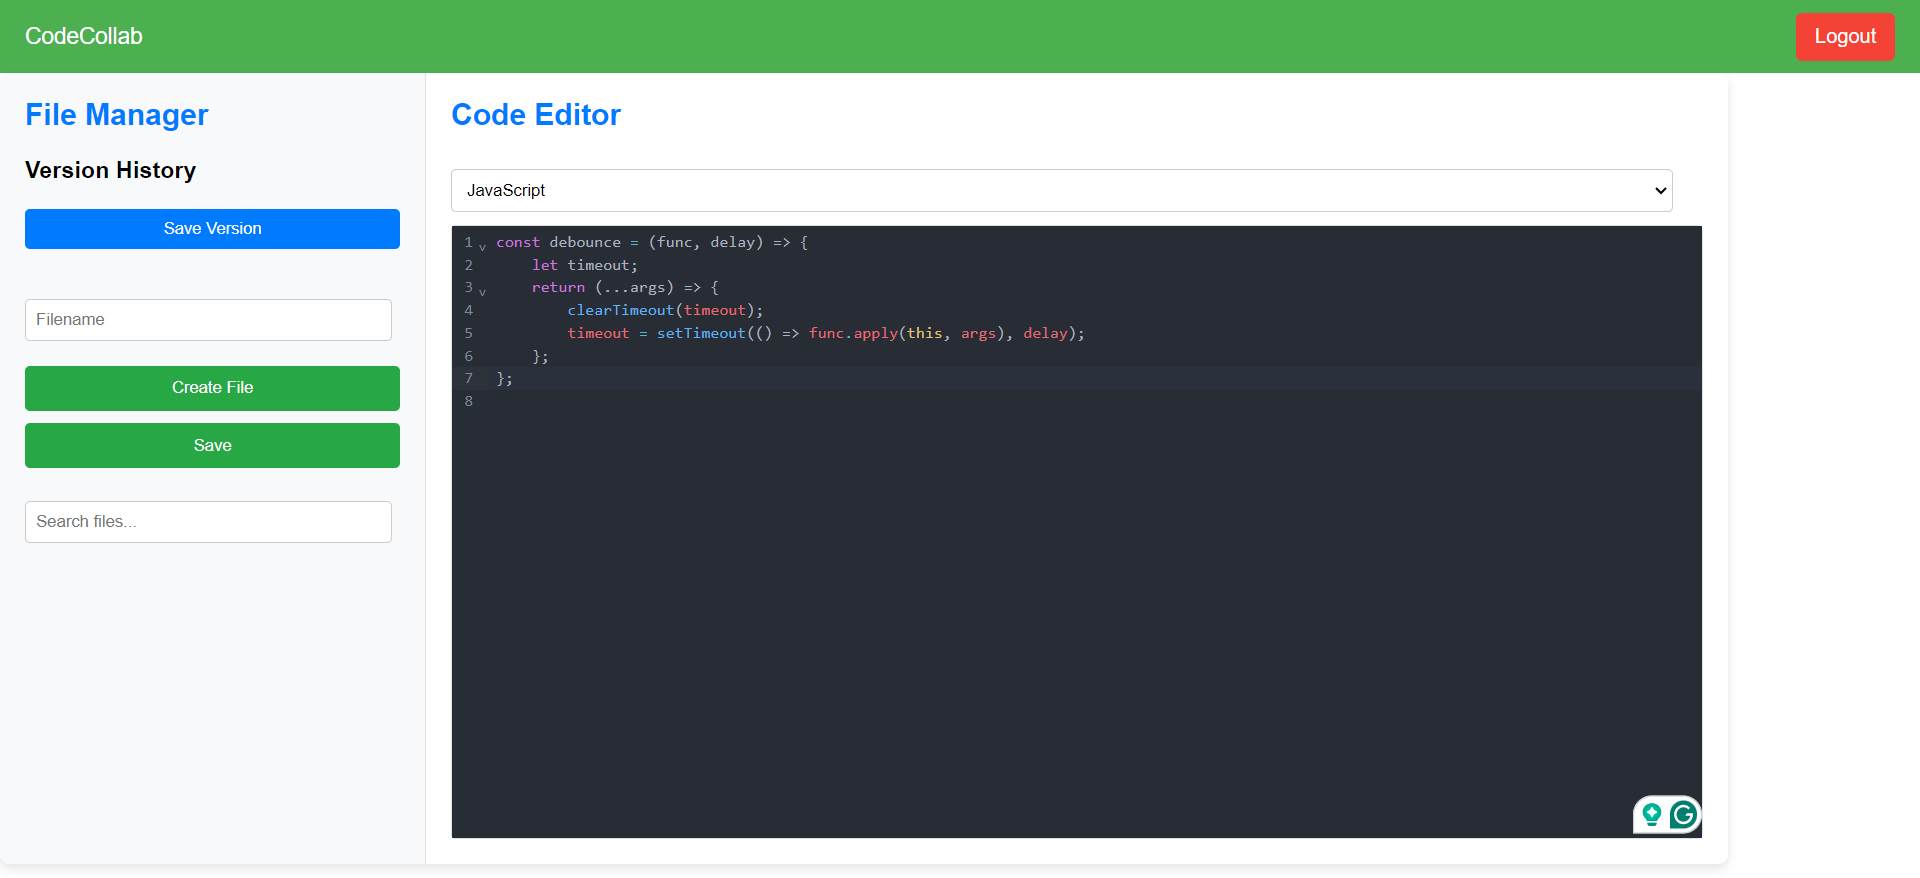 CodeCollab
Logout
File Manager
Version History
Save Version
Filename
Create File
Save
Search files...
Code Editor
JavaScript
1 const debounce = (func, delay) => {
2     let timeout;
3     return (...args) => {
4         clearTimeout(timeout);
5         timeout = setTimeout(() => func.apply(this, args), delay);
6     };
7 };
8